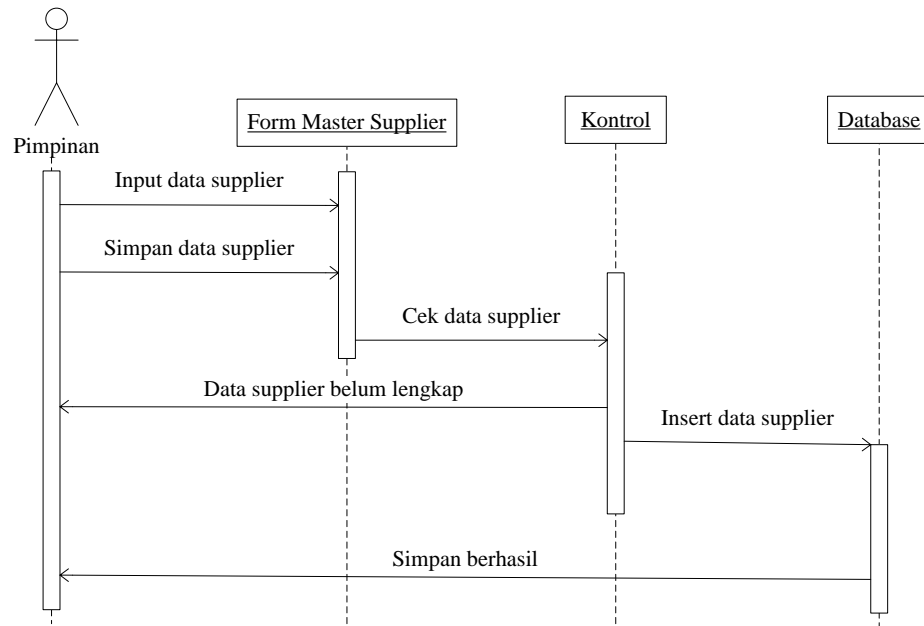 Pimpinan
Form Master Supplier
Kontrol
Database
Input data supplier
Simpan data supplier
Cek data supplier
Data supplier belum lengkap
Insert data supplier
Simpan berhasil